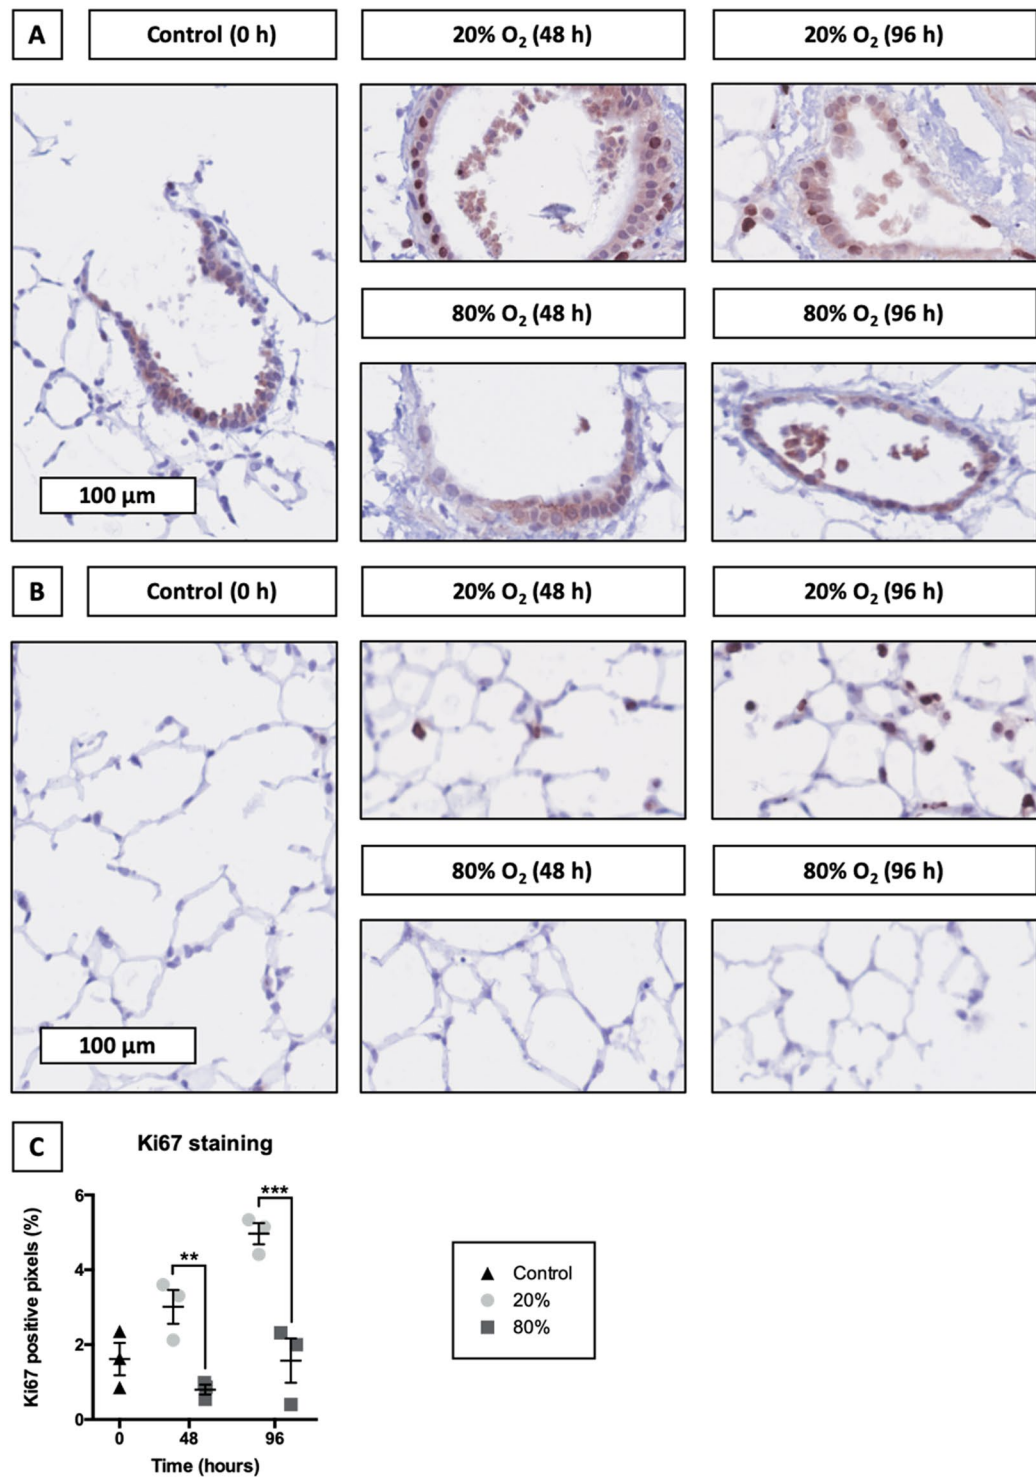 A
Control (0 h)
20% O₂ (48 h)
20% O₂ (96 h)
80% O₂ (48 h)
80% O₂ (96 h)
100 μm
B
Control (0 h)
20% O₂ (48 h)
20% O₂ (96 h)
80% O₂ (48 h)
80% O₂ (96 h)
100 μm
C
Ki67 staining
Ki67 positive pixels (%)
6
4
2
0
**
***
0
48
96
Time (hours)
Control
20%
80%